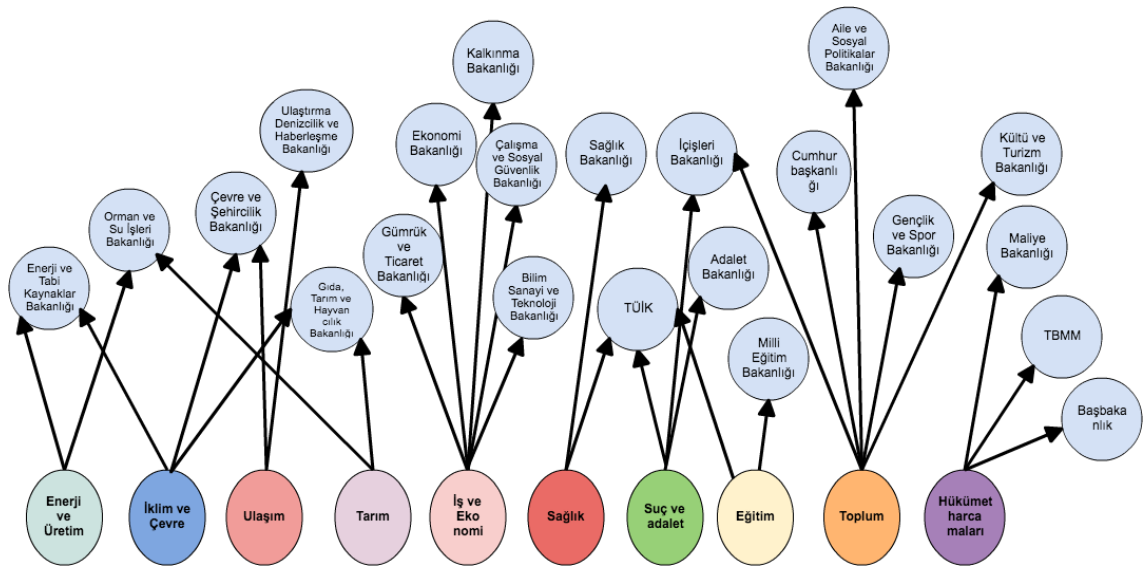 Aile ve
Sosyal
Politikalar
Bakanlığı
Kalkınma
Bakanlığı
Ulaştırma
Denizcilik ve
Haberleşme
Bakanlığı
Ekonomi
Bakanlığı
Çalışma
ve Sosyal
Güvenlik
Bakanlığı
Sağlık
Bakanlığı
İçişleri
Bakanlığı
Cumhur
başkanlı
ğı
Kültü ve
Turizm
Bakanlığı
Orman ve
Su İşleri
Bakanlığı
Çevre ve
Şehircilik
Bakanlığı
Gümrük
ve
Ticaret
Bakanlığı
Adalet
Bakanlığı
Gençlik
ve Spor
Bakanlığı
Maliye
Bakanlığı
Enerji ve
Tabi
Kaynaklar
Bakanlığı
Gıda,
Tarım ve
Hayvan
cılık
Bakanlığı
Bilim
Sanayi ve
Teknoloji
Bakanlığı
TÜİK
Milli
Eğitim
Bakanlığı
TBMM
Başbaka
nlık
Enerji
ve
Üretim
İklim ve
Çevre
Ulaşım
Tarım
İş ve
Eko
nomi
Sağlık
Suç ve
adalet
Eğitim
Toplum
Hükümet
harca
maları